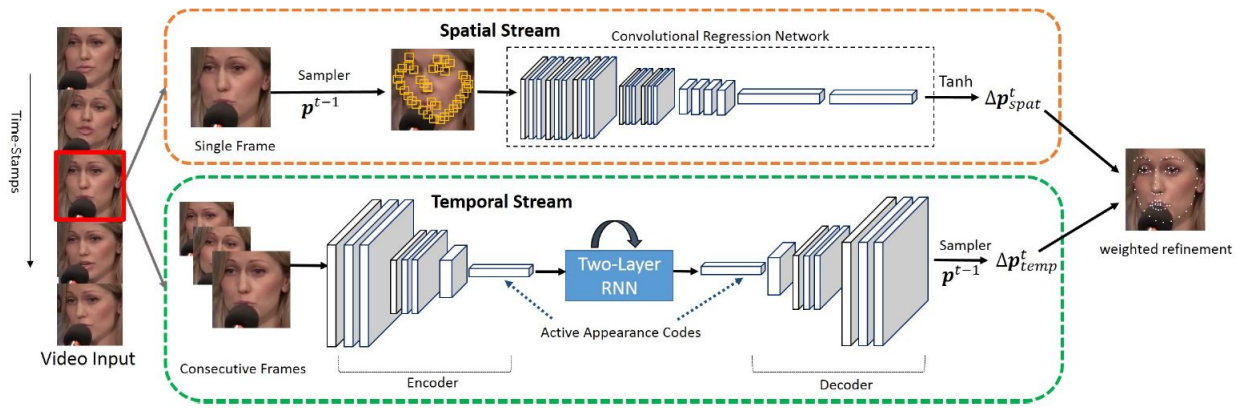 Time-Stamps
Video Input
Spatial Stream
Convolutional Regression Network
Single Frame
Sampler
p^{t-1}
Tanh
Δp^t_{spat}
Temporal Stream
Consecutive Frames
Encoder
Two-Layer
RNN
Active Appearance Codes
Decoder
Sampler
p^{t-1}
Δp^t_{temp}
weighted refinement